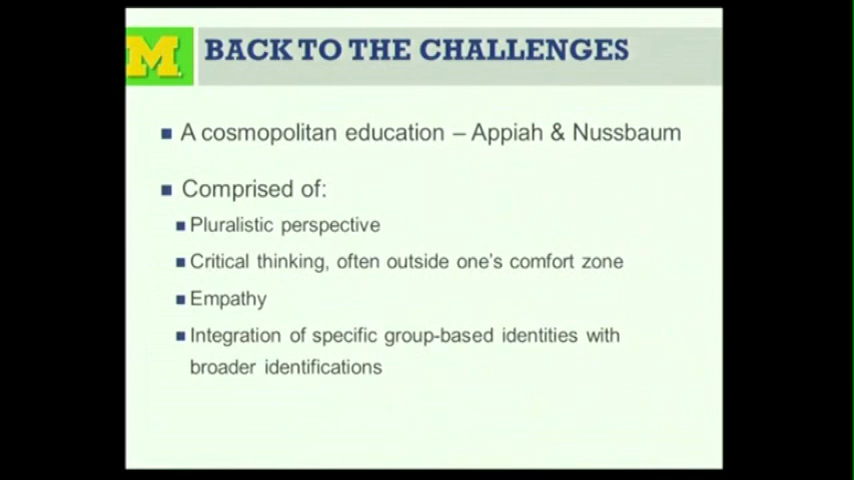 M
BACK TO THE CHALLENGES
A cosmopolitan education – Appiah & Nussbaum
Comprised of:
Pluralistic perspective
Critical thinking, often outside one's comfort zone
Empathy
Integration of specific group-based identities with
broader identifications